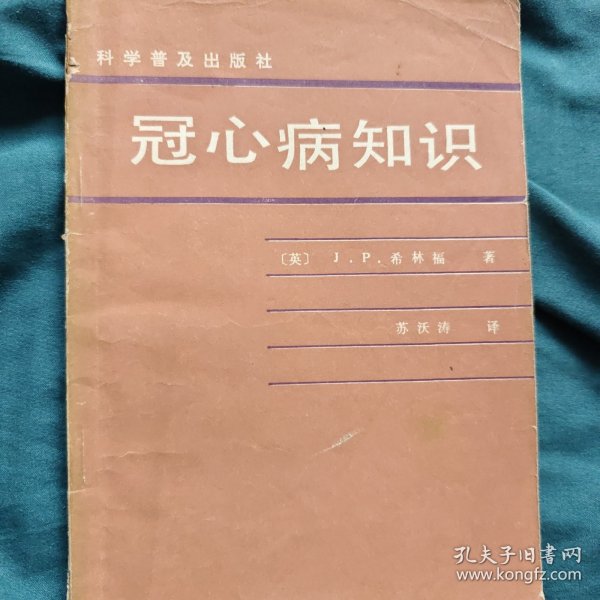 科学普及出版社
冠心病知识
〔英〕 J.P.希林福 著
苏沃涛 译
孔夫子旧书网
www.kongfz.com